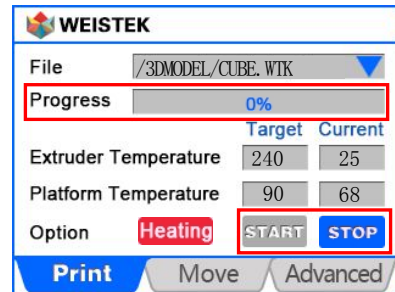 WEISTEK
File /3DMODEL/CUBE.WTK
Progress 0%
Target Current
Extruder Temperature 240 25
Platform Temperature 90 68
Option Heating START STOP
Print Move Advanced